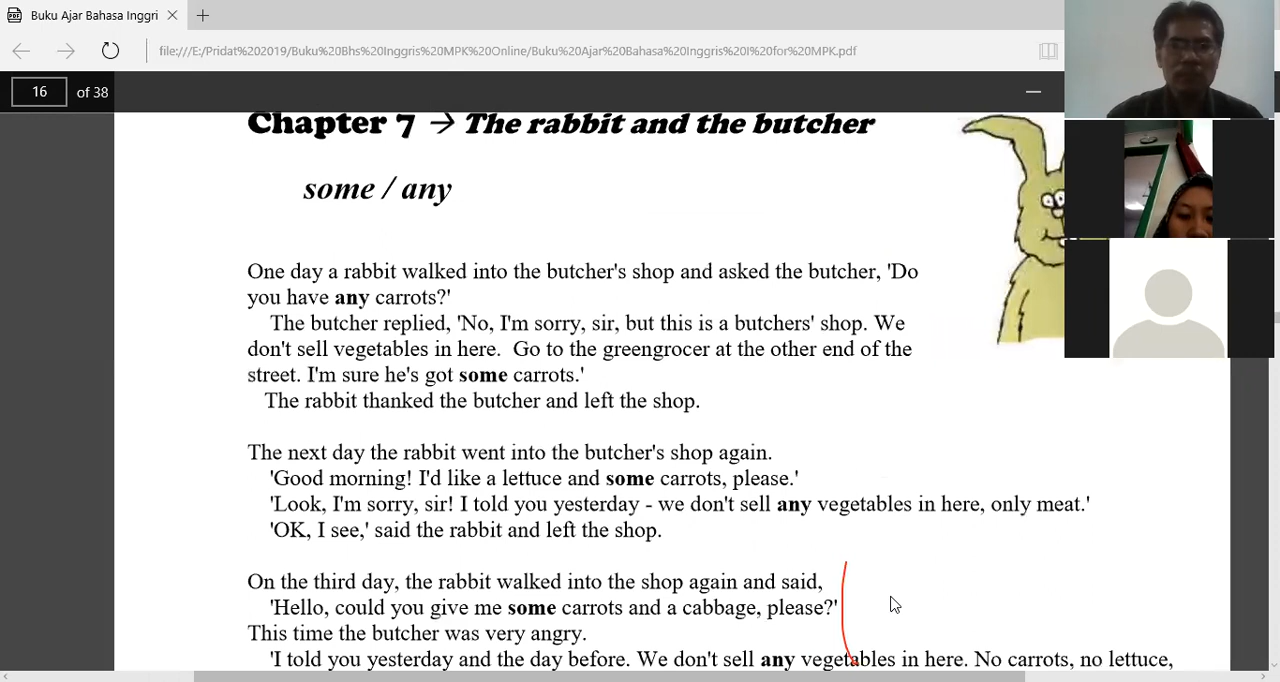 Buku Ajar Bahasa Inggri
file:///E:/Pridat%202019/Buku%20Bhs%20Inggris%20MPK%20Online/Buku%20Ajar%20Bahasa%20Inggris%20I%20for%20MPK.pdf
16 of 38
Chapter 7 → The rabbit and the butcher
some / any
One day a rabbit walked into the butcher's shop and asked the butcher, 'Do
you have any carrots?'
The butcher replied, 'No, I'm sorry, sir, but this is a butchers' shop. We
don't sell vegetables in here.  Go to the greengrocer at the other end of the
street. I'm sure he's got some carrots.'
The rabbit thanked the butcher and left the shop.
The next day the rabbit went into the butcher's shop again.
'Good morning! I'd like a lettuce and some carrots, please.'
'Look, I'm sorry, sir! I told you yesterday - we don't sell any vegetables in here, only meat.'
'OK, I see,' said the rabbit and left the shop.
On the third day, the rabbit walked into the shop again and said,
'Hello, could you give me some carrots and a cabbage, please?'
This time the butcher was very angry.
'I told you yesterday and the day before. We don't sell any vegetables in here. No carrots, no lettuce,